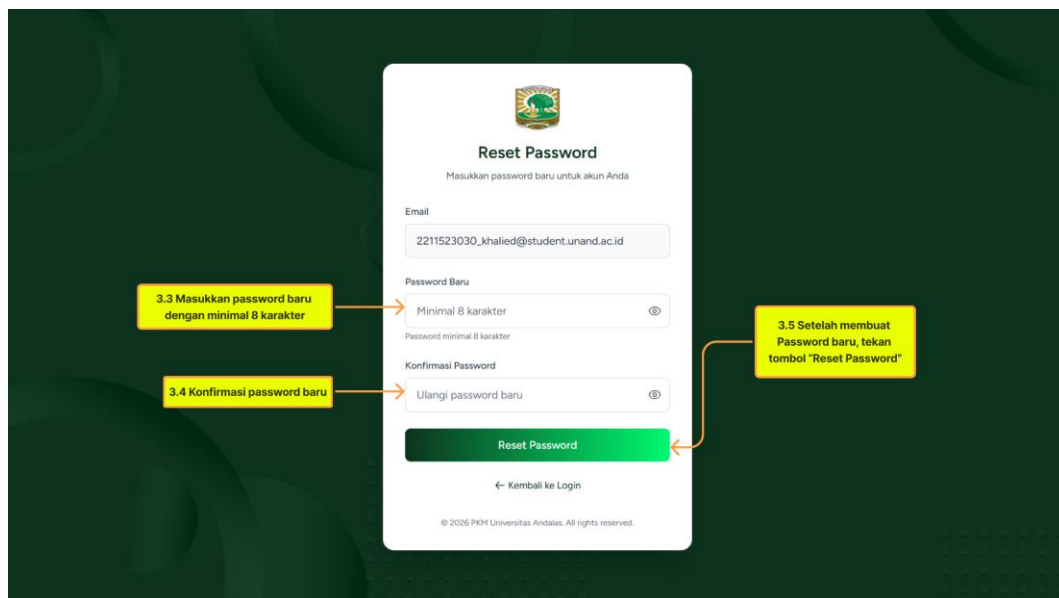 Reset Password
Masukkan password baru untuk akun Anda
Email
2211523030_khalied@student.unand.ac.id
Password Baru
3.3 Masukkan password baru
dengan minimal 8 karakter
Minimal 8 karakter
Password minimal 8 karakter
3.5 Setelah membuat
Password baru, tekan
tombol "Reset Password"
Konfirmasi Password
3.4 Konfirmasi password baru
Ulangi password baru
Reset Password
← Kembali ke Login
© 2026 PKM Universitas Andalas. All rights reserved.